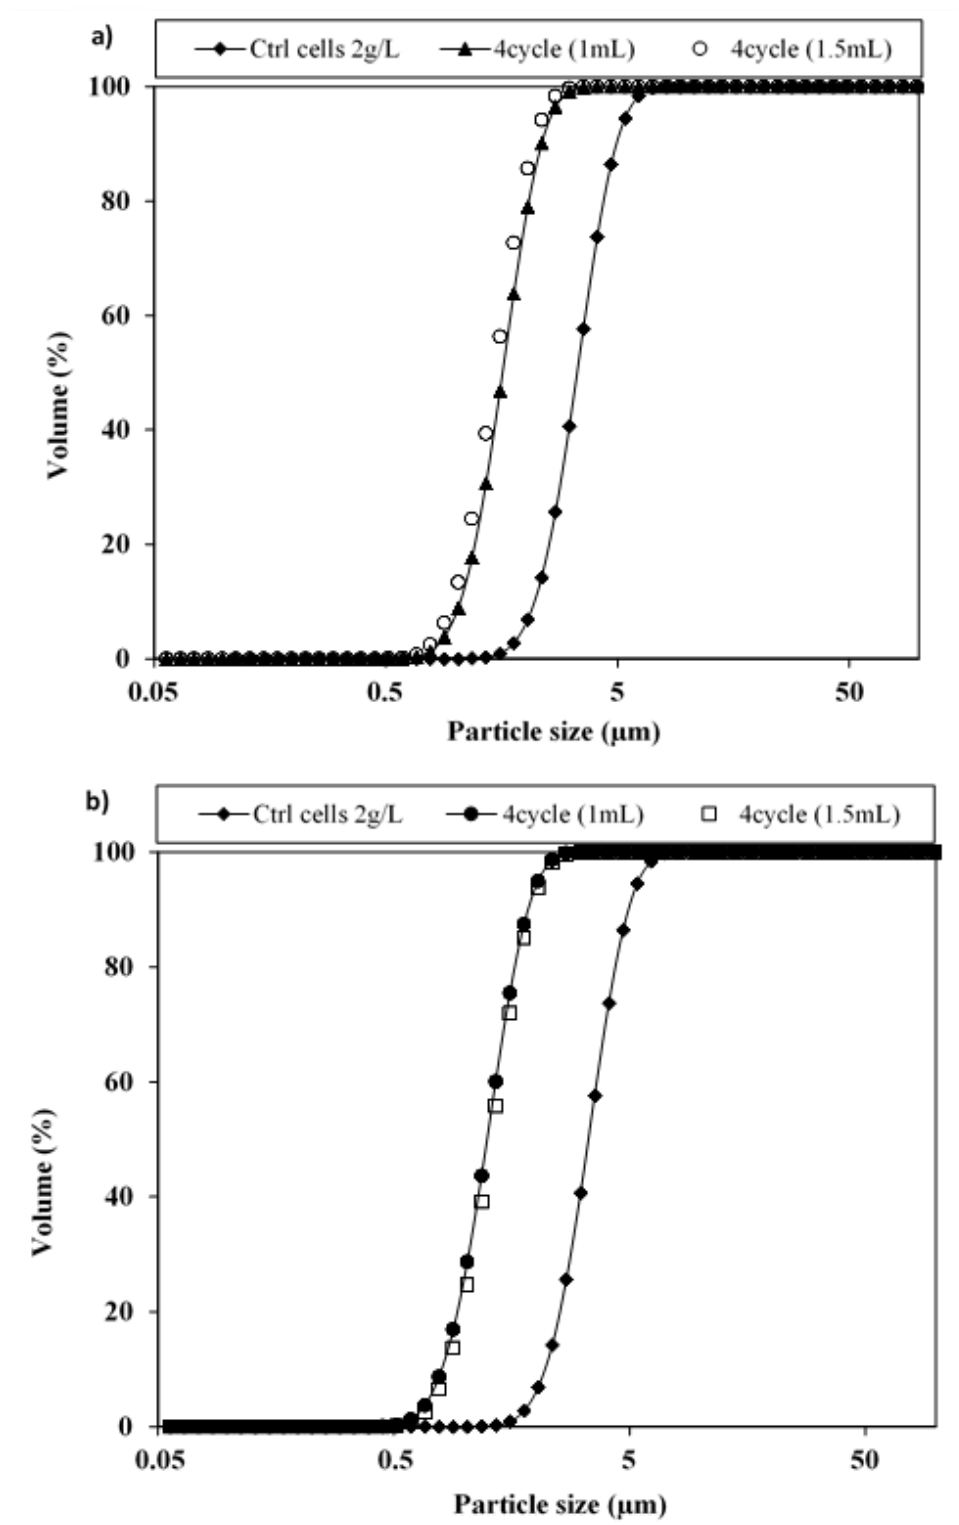 a)
Ctrl cells 2g/L 4cycle (1mL) 4cycle (1.5mL)
100
80
60
40
20
0
Volume (%)
0.05 0.5 5 50
Particle size (μm)
b)
Ctrl cells 2g/L 4cycle (1mL) 4cycle (1.5mL)
100
80
60
40
20
0
Volume (%)
0.05 0.5 5 50
Particle size (μm)